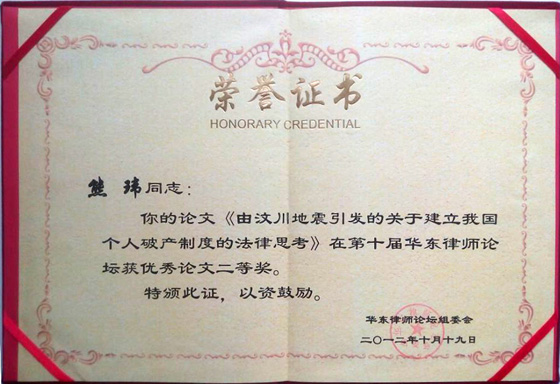 荣誉证书
HONORARY CREDENTIAL
熊玮同志：
你的论文《由汶川地震引发的关于建立我国
个人破产制度的法律思考》在第十届华东律师论
坛获优秀论文二等奖。
特颁此证，以资鼓励。
华东律师论坛组委会
二〇一二年十月十九日